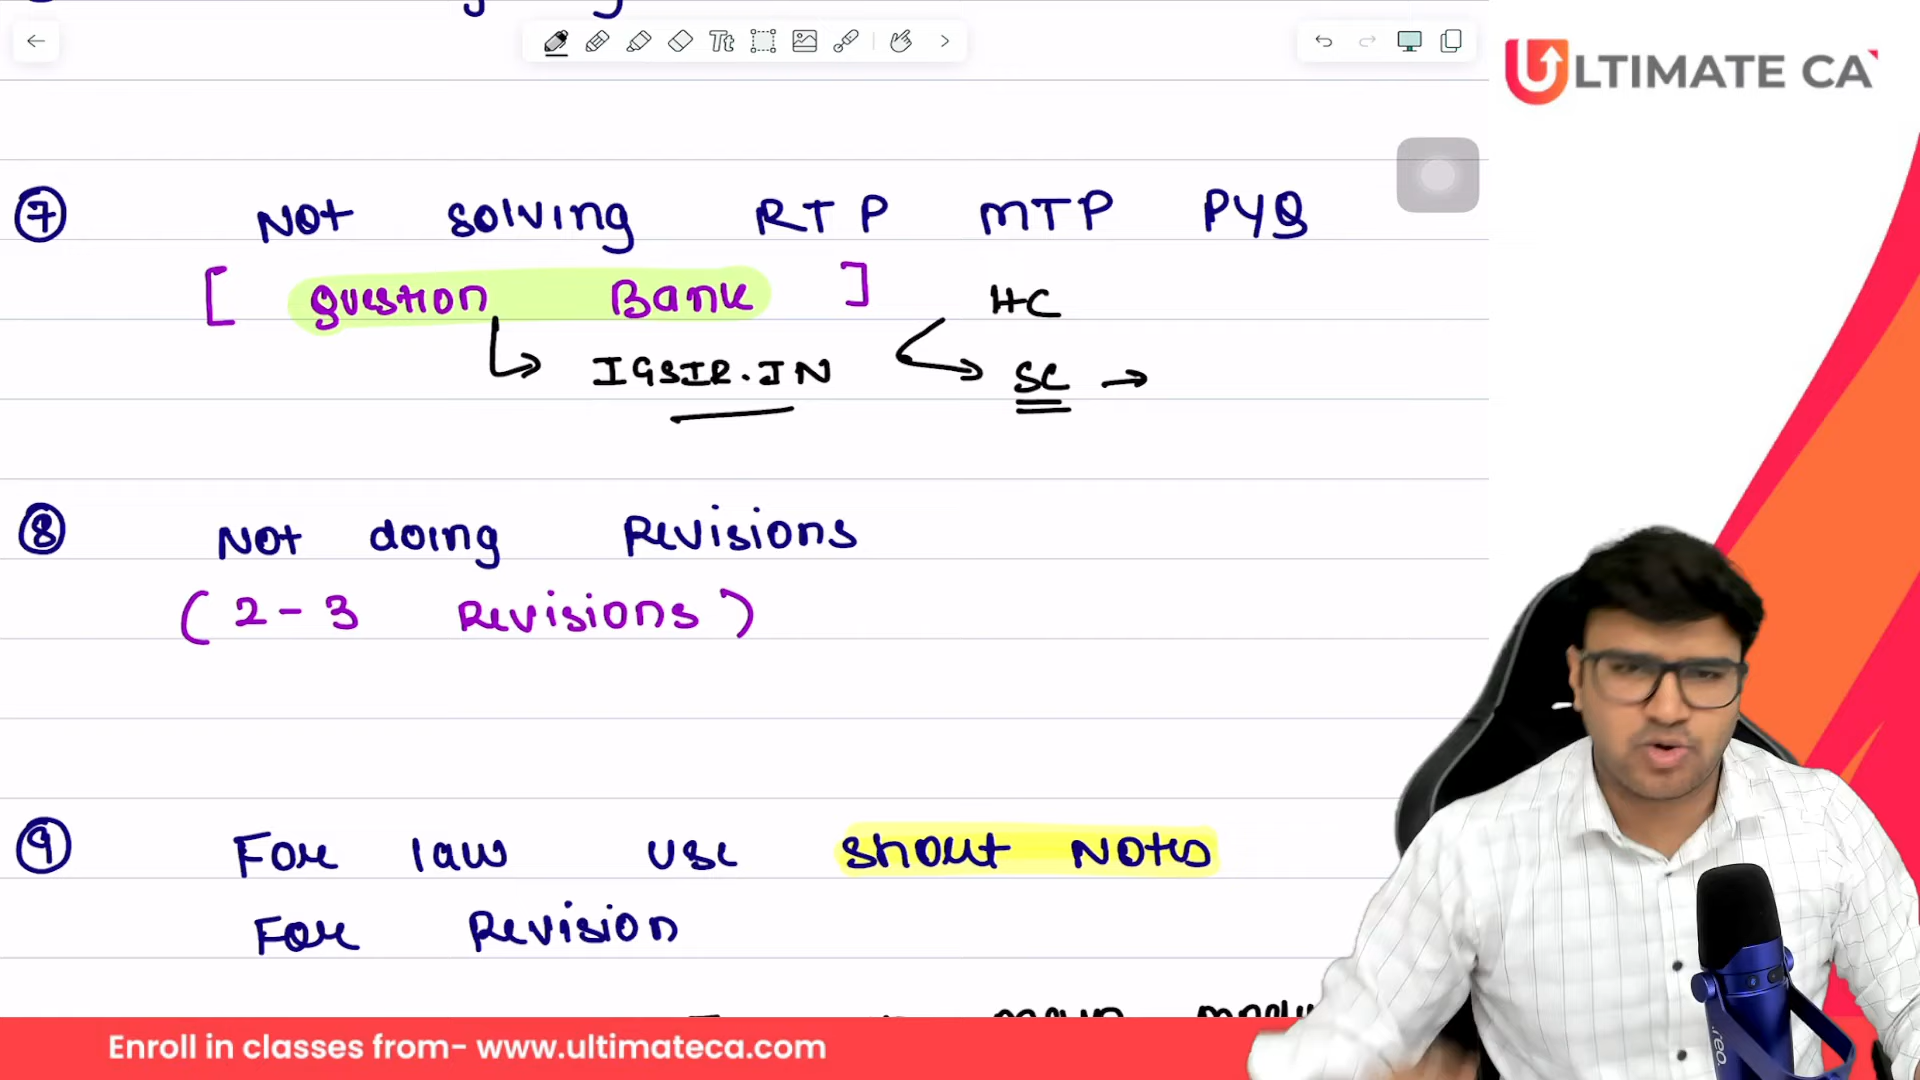 ULTIMATE CA
7 Not solving RTP MTP PYQ
[ Question Bank ] HC
IGSIR.IN SC
8 Not doing Revisions
(2-3 Revisions)
9 For law use short Notes
For Revision
Enroll in classes from- www.ultimateca.com